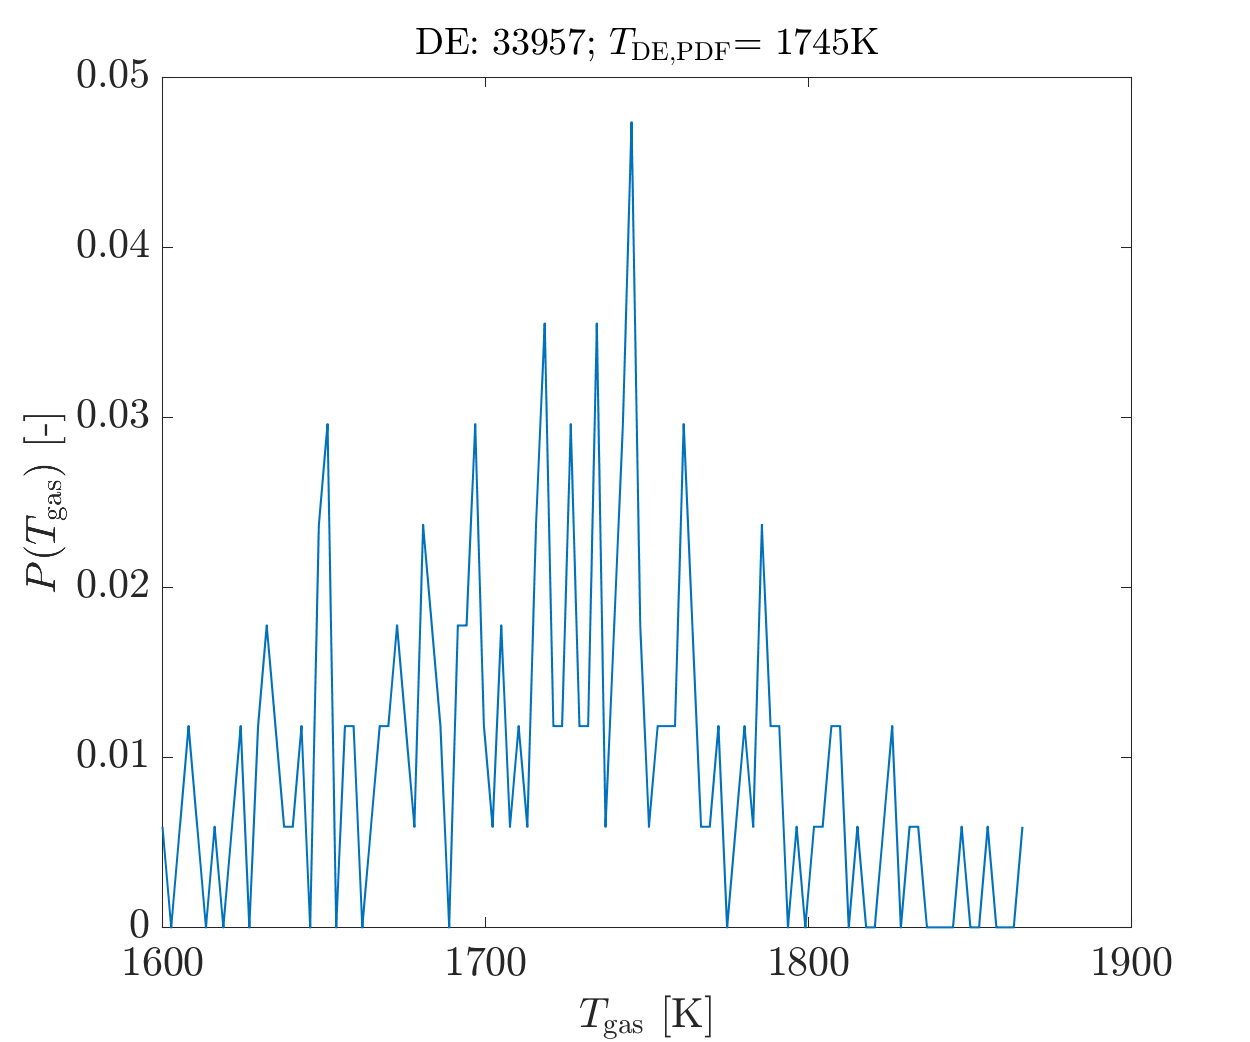 DE: 33957; T_DE,PDF= 1745K
0.05
0.04
0.03
0.02
0.01
0
P(T_gas) [-]
1600 1700 1800 1900
T_gas [K]